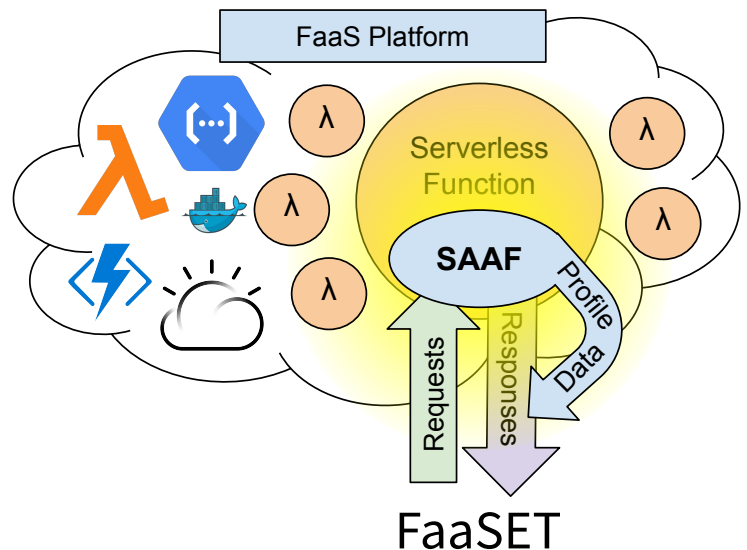 FaaS Platform
λ
λ
λ
λ
λ
Serverless
Function
SAAF
Profile
Data
Requests
Responses
FaaSET